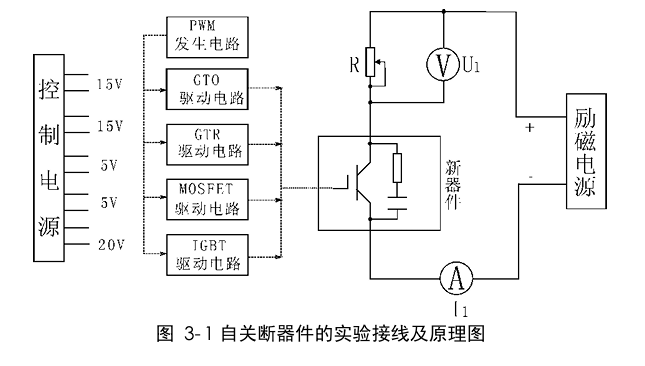 控制电源
15V
15V
5V
5V
20V
PWM
发生电路
GTO
驱动电路
GTR
驱动电路
MOSFET
驱动电路
IGBT
驱动电路
R
V
U1
新器件
A
I1
+
-
励磁电源
图 3-1自关断器件的实验接线及原理图